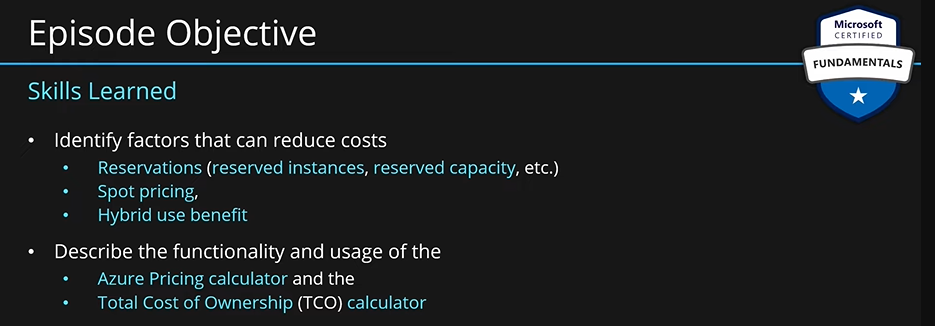 Episode Objective
Microsoft
CERTIFIED
FUNDAMENTALS
Skills Learned
• Identify factors that can reduce costs
• Reservations (reserved instances, reserved capacity, etc.)
• Spot pricing,
• Hybrid use benefit
• Describe the functionality and usage of the
• Azure Pricing calculator and the
• Total Cost of Ownership (TCO) calculator